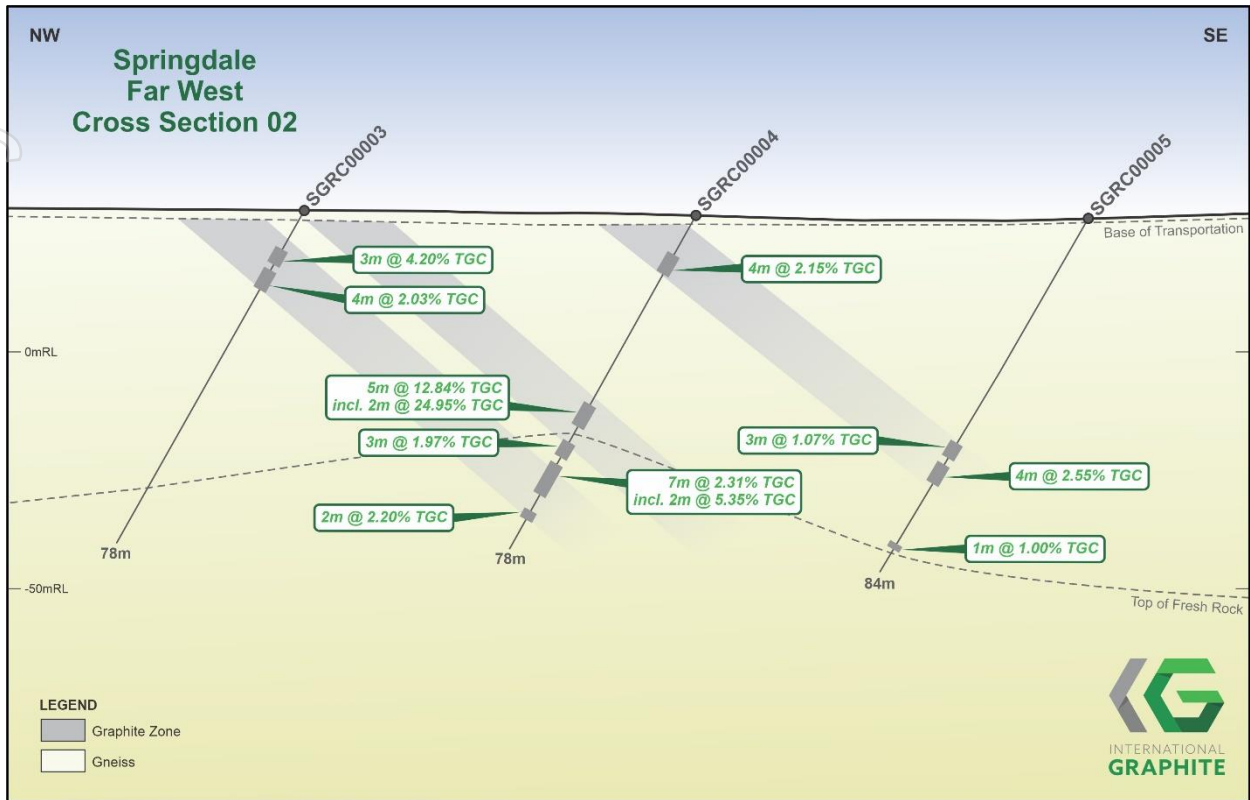 NW
SE
Springdale
Far West
Cross Section 02
SGRC00003
SGRC00004
SGRC00005
Base of Transportation
3m @ 4.20% TGC
4m @ 2.03% TGC
4m @ 2.15% TGC
0mRL
5m @ 12.84% TGC
incl. 2m @ 24.95% TGC
3m @ 1.97% TGC
3m @ 1.07% TGC
4m @ 2.55% TGC
7m @ 2.31% TGC
incl. 2m @ 5.35% TGC
2m @ 2.20% TGC
1m @ 1.00% TGC
78m
78m
84m
-50mRL
Top of Fresh Rock
LEGEND
Graphite Zone
Gneiss
INTERNATIONAL
GRAPHITE